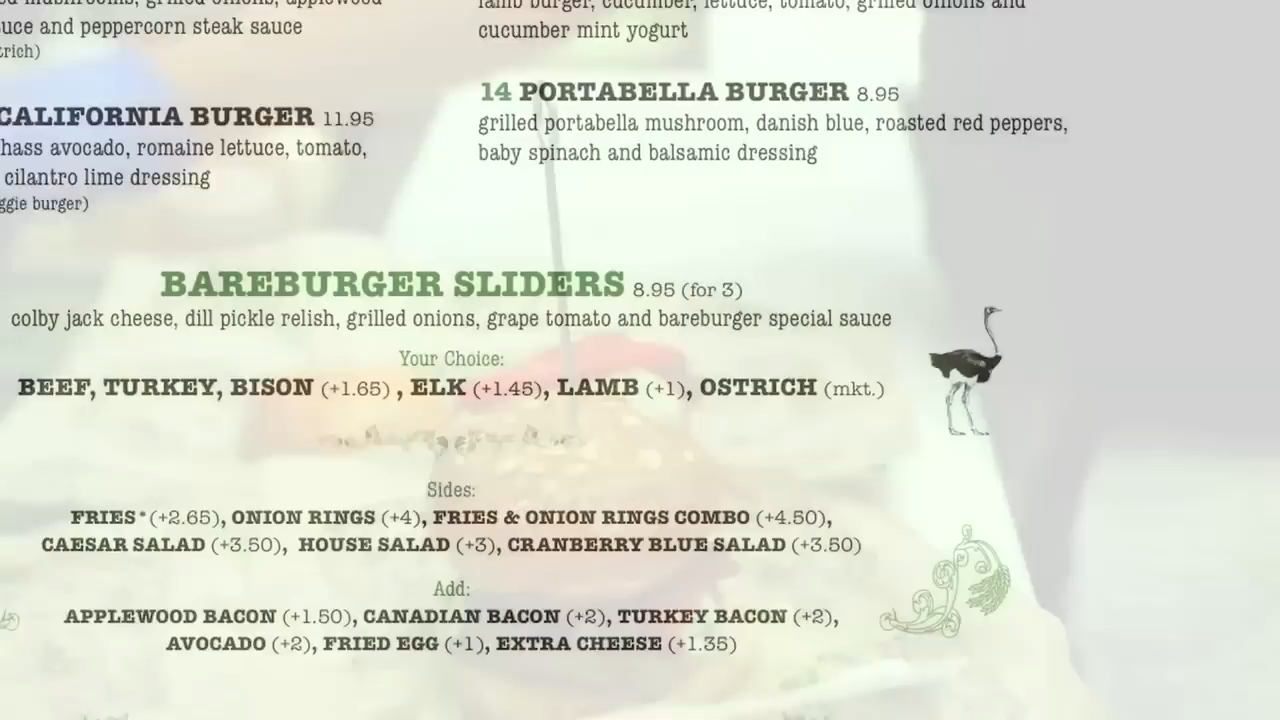 uce and peppercorn steak sauce
CALIFORNIA BURGER 11.95
hass avocado, romaine lettuce, tomato,
cilantro lime dressing
burger)
lamb burger, cucumber, lettuce, tomato, grilled onions and
cucumber mint yogurt
14 PORTABELLA BURGER 8.95
grilled portabella mushroom, danish blue, roasted red peppers,
baby spinach and balsamic dressing
BAREBURGER SLIDERS 8.95 (for 3)
colby jack cheese, dill pickle relish, grilled onions, grape tomato and bareburger special sauce
Your Choice:
BEEF, TURKEY, BISON (+1.65) , ELK (+1.45), LAMB (+1), OSTRICH (mkt.)
Sides:
FRIES* (+2.65), ONION RINGS (+4), FRIES & ONION RINGS COMBO (+4.50),
CAESAR SALAD (+3.50), HOUSE SALAD (+3), CRANBERRY BLUE SALAD (+3.50)
Add:
APPLEWOOD BACON (+1.50), CANADIAN BACON (+2), TURKEY BACON (+2),
AVOCADO (+2), FRIED EGG (+1), EXTRA CHEESE (+1.35)